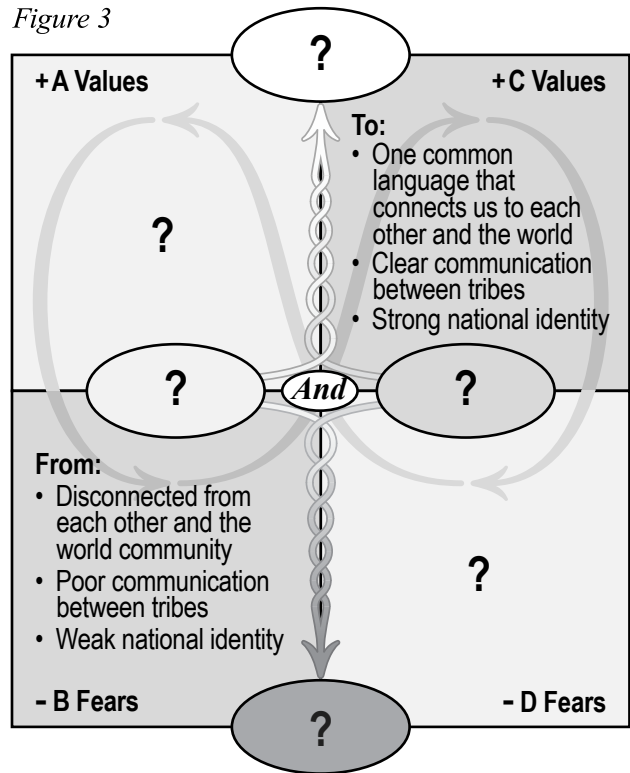 Figure 3
?
+A Values
+C Values
To:
• One common
language that
connects us to each
other and the world
• Clear communication
between tribes
• Strong national identity
?
?
And
?
From:
• Disconnected from
each other and the
world community
• Poor communication
between tribes
• Weak national identity
?
- B Fears
- D Fears
?